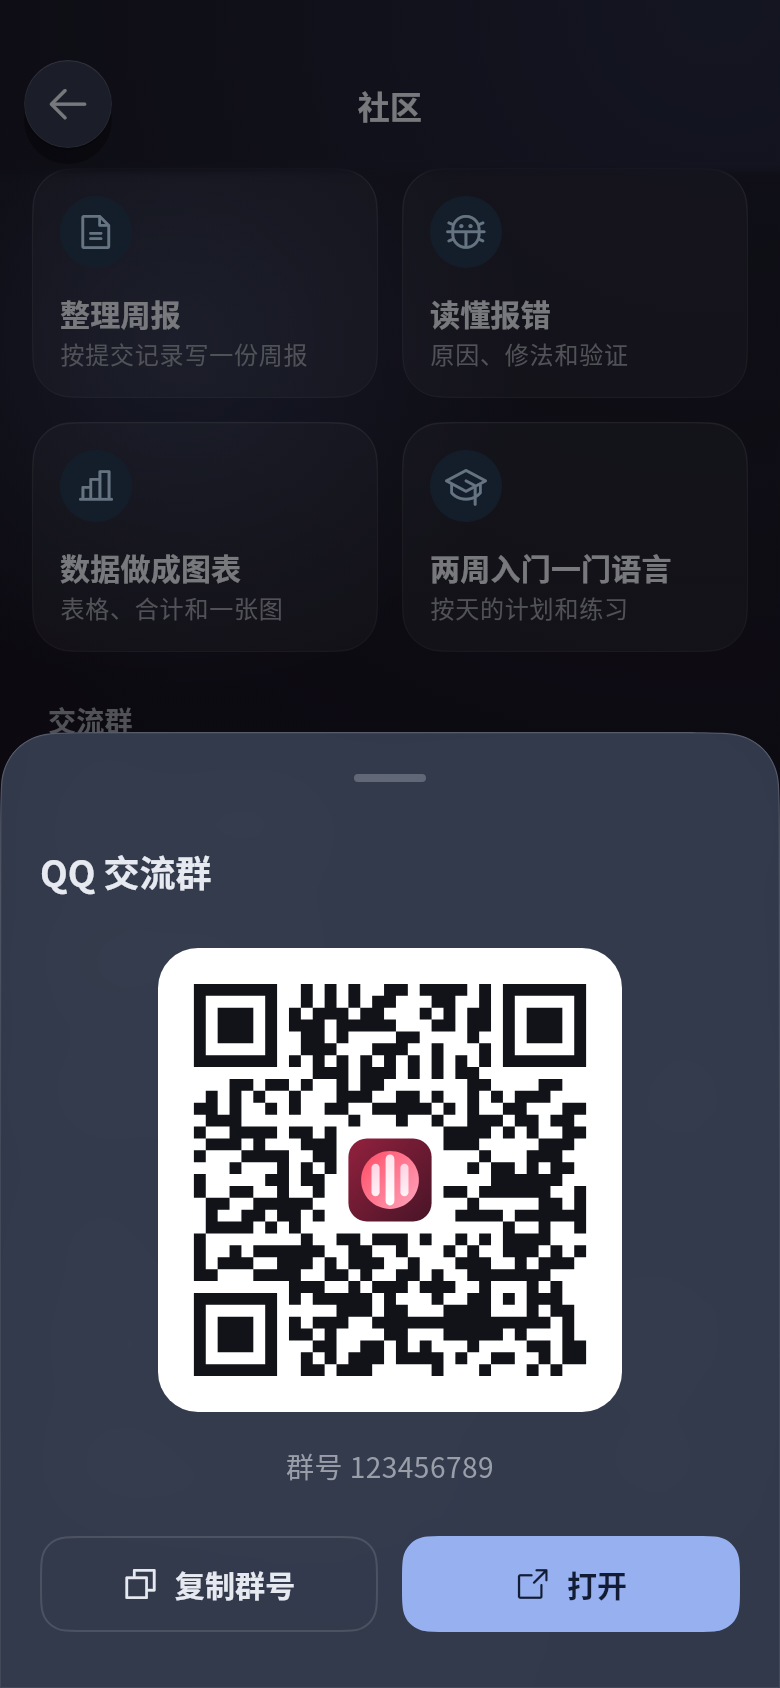 社区
整理周报
按提交记录写一份周报
读懂报错
原因、修法和验证
数据做成图表
表格、合计和一张图
两周入门一门语言
按天的计划和练习
交流群
QQ 交流群
群号 123456789
复制群号
打开